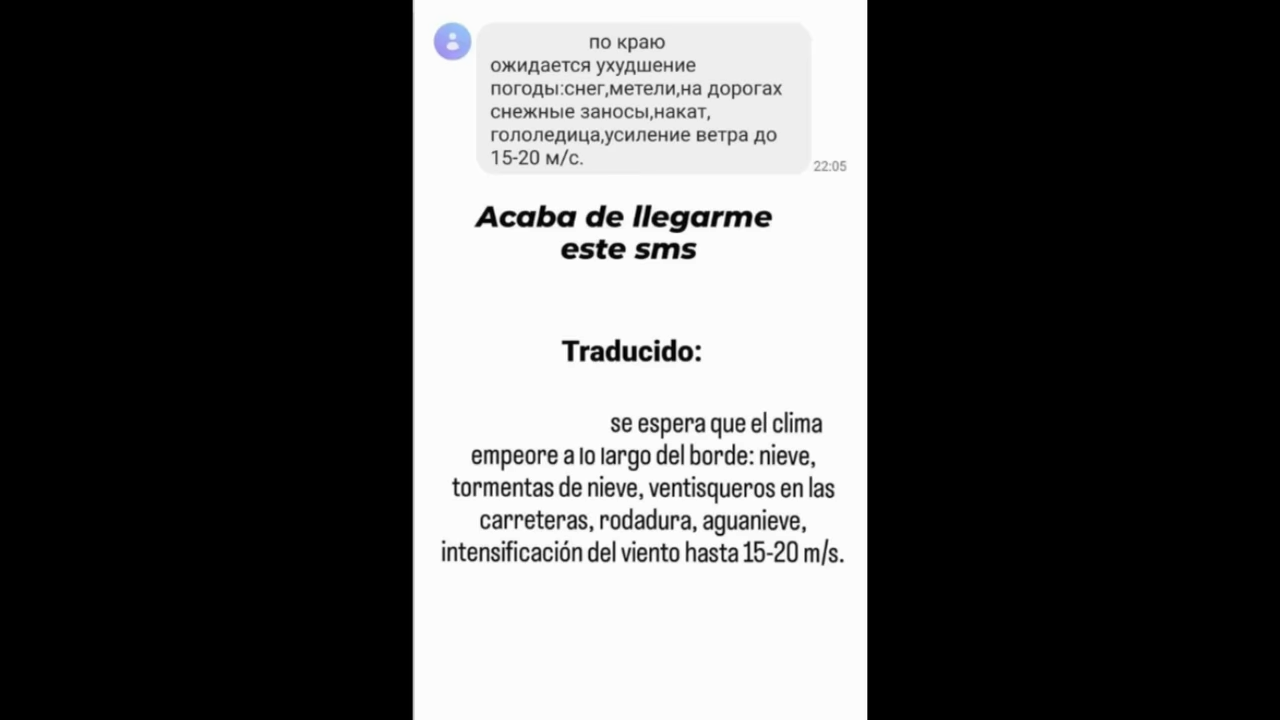 по краю
ожидается ухудшение
погоды:снег,метели,на дорогах
снежные заносы,накат,
гололедица,усиление ветра до
15-20 м/с.
22:05
Acaba de llegarme
este sms
Traducido:
se espera que el clima
empeore a lo largo del borde: nieve,
tormentas de nieve, ventisqueros en las
carreteras, rodadura, aguanieve,
intensificación del viento hasta 15-20 m/s.